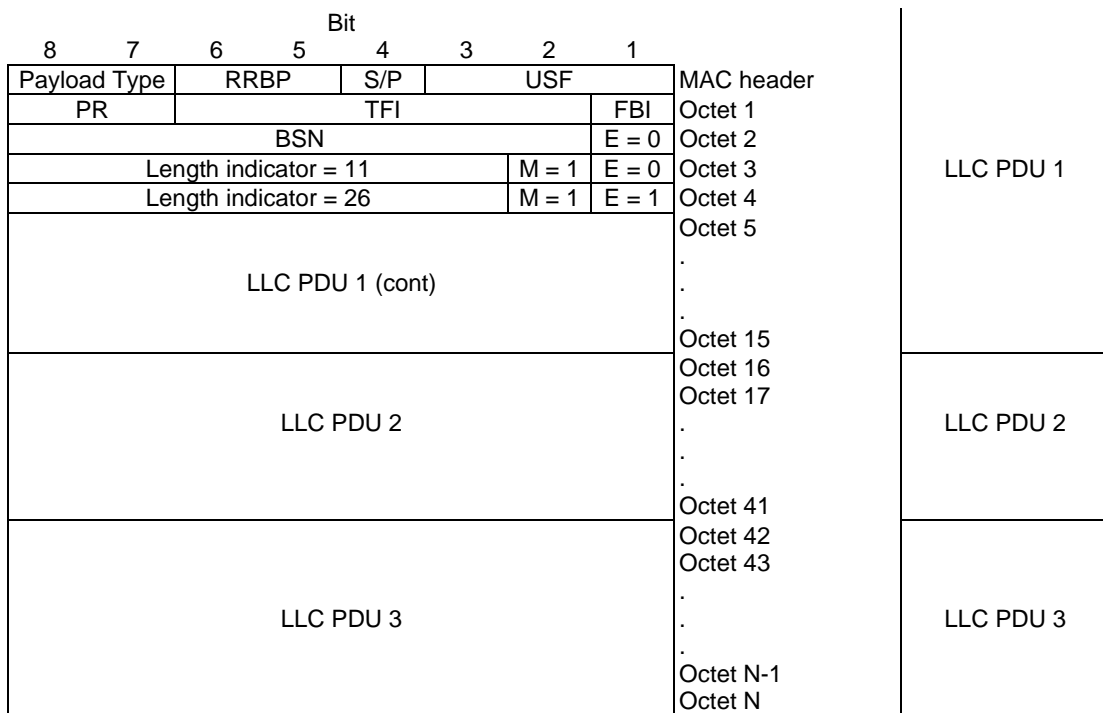 Bit
8 7 6 5 4 3 2 1
Payload Type RRBP S/P USF MAC header
PR TFI FBI Octet 1
BSN E = 0 Octet 2
Length indicator = 11 M = 1 E = 0 Octet 3 LLC PDU 1
Length indicator = 26 M = 1 E = 1 Octet 4
Octet 5
.
LLC PDU 1 (cont) .
.
Octet 15
Octet 16
Octet 17
LLC PDU 2 . LLC PDU 2
.
.
Octet 41
Octet 42
Octet 43
.
LLC PDU 3 . LLC PDU 3
.
Octet N-1
Octet N